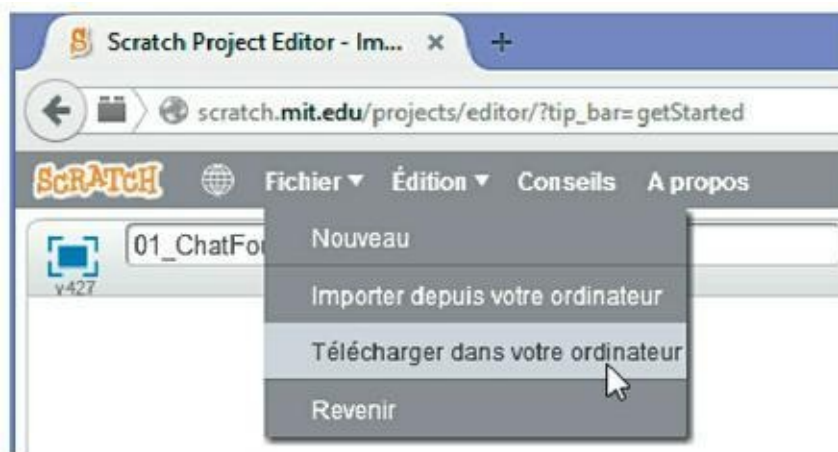 Scratch Project Editor - Im...
scratch.mit.edu/projects/editor/?tip_bar=getStarted
SCRATCH Fichier Édition Conseils A propos
01_ChatFou
v427
Nouveau
Importer depuis votre ordinateur
Télécharger dans votre ordinateur
Revenir